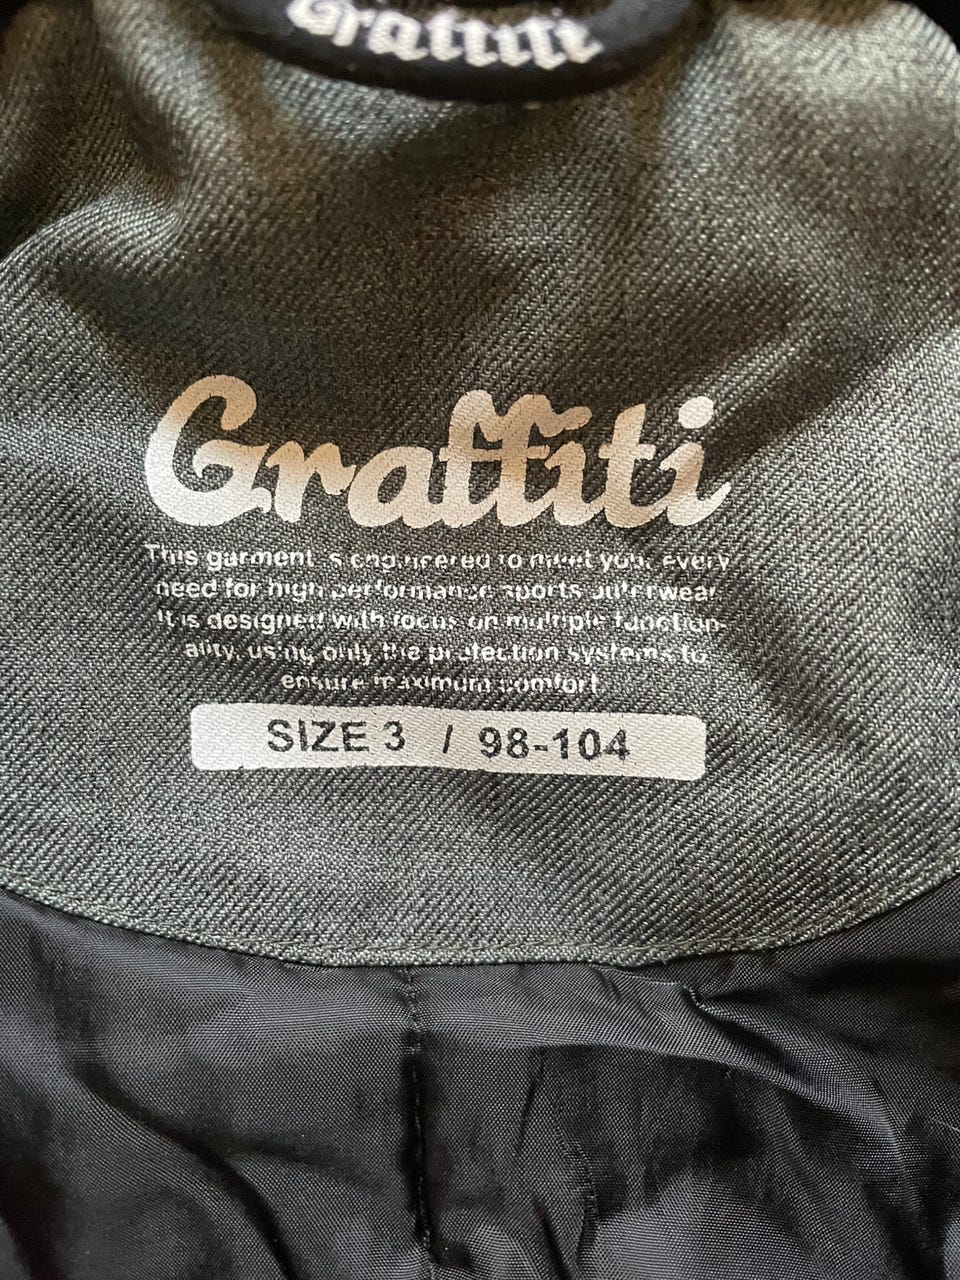 Graffiti
Graffiti
This garment is engineered to meet your every
need for high performance sports outerwear
It is designed with focus on multiple function-
ality, using only the protection systems to
ensure maximum comfort
SIZE 3 / 98-104